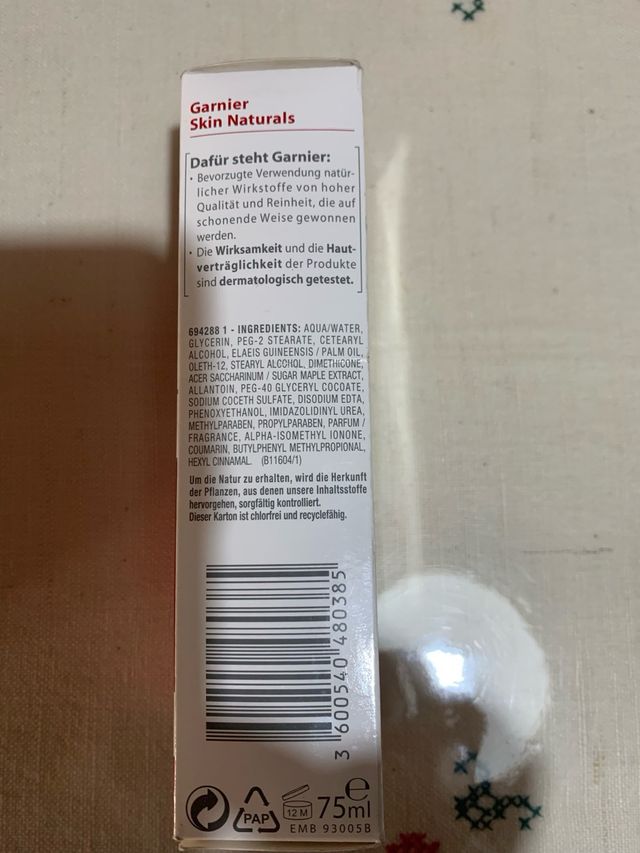 Garnier
Skin Naturals
Dafür steht Garnier:
• Bevorzugte Verwendung natür-
licher Wirkstoffe von hoher
Qualität und Reinheit, die auf
schonende Weise gewonnen
werden.
• Die Wirksamkeit und die Haut-
verträglichkeit der Produkte
sind dermatologisch getestet.
694288 1 - INGREDIENTS: AQUA/WATER,
GLYCERIN, PEG-2 STEARATE, CETEARYL
ALCOHOL, ELAEIS GUINEENSIS / PALM OIL,
OLETH-12, STEARYL ALCOHOL, DIMETHICONE,
ACER SACCHARINUM / SUGAR MAPLE EXTRACT,
ALLANTOIN, PEG-40 GLYCERYL COCOATE,
SODIUM COCETH SULFATE, DISODIUM EDTA,
PHENOXYETHANOL, IMIDAZOLIDINYL UREA,
METHYLPARABEN, PROPYLPARABEN, PARFUM /
FRAGRANCE, ALPHA-ISOMETHYL IONONE,
COUMARIN, BUTYLPHENYL METHYLPROPIONAL,
HEXYL CINNAMAL. (B11604/1)
Um die Natur zu erhalten, wird die Herkunft
der Pflanzen, aus denen unsere Inhaltsstoffe
hervorgehen, sorgfältig kontrolliert.
Dieser Karton ist chlorfrei und recyclefähig.
3 600540 480385
PAP 12 M 75ml e
EMB 93005B